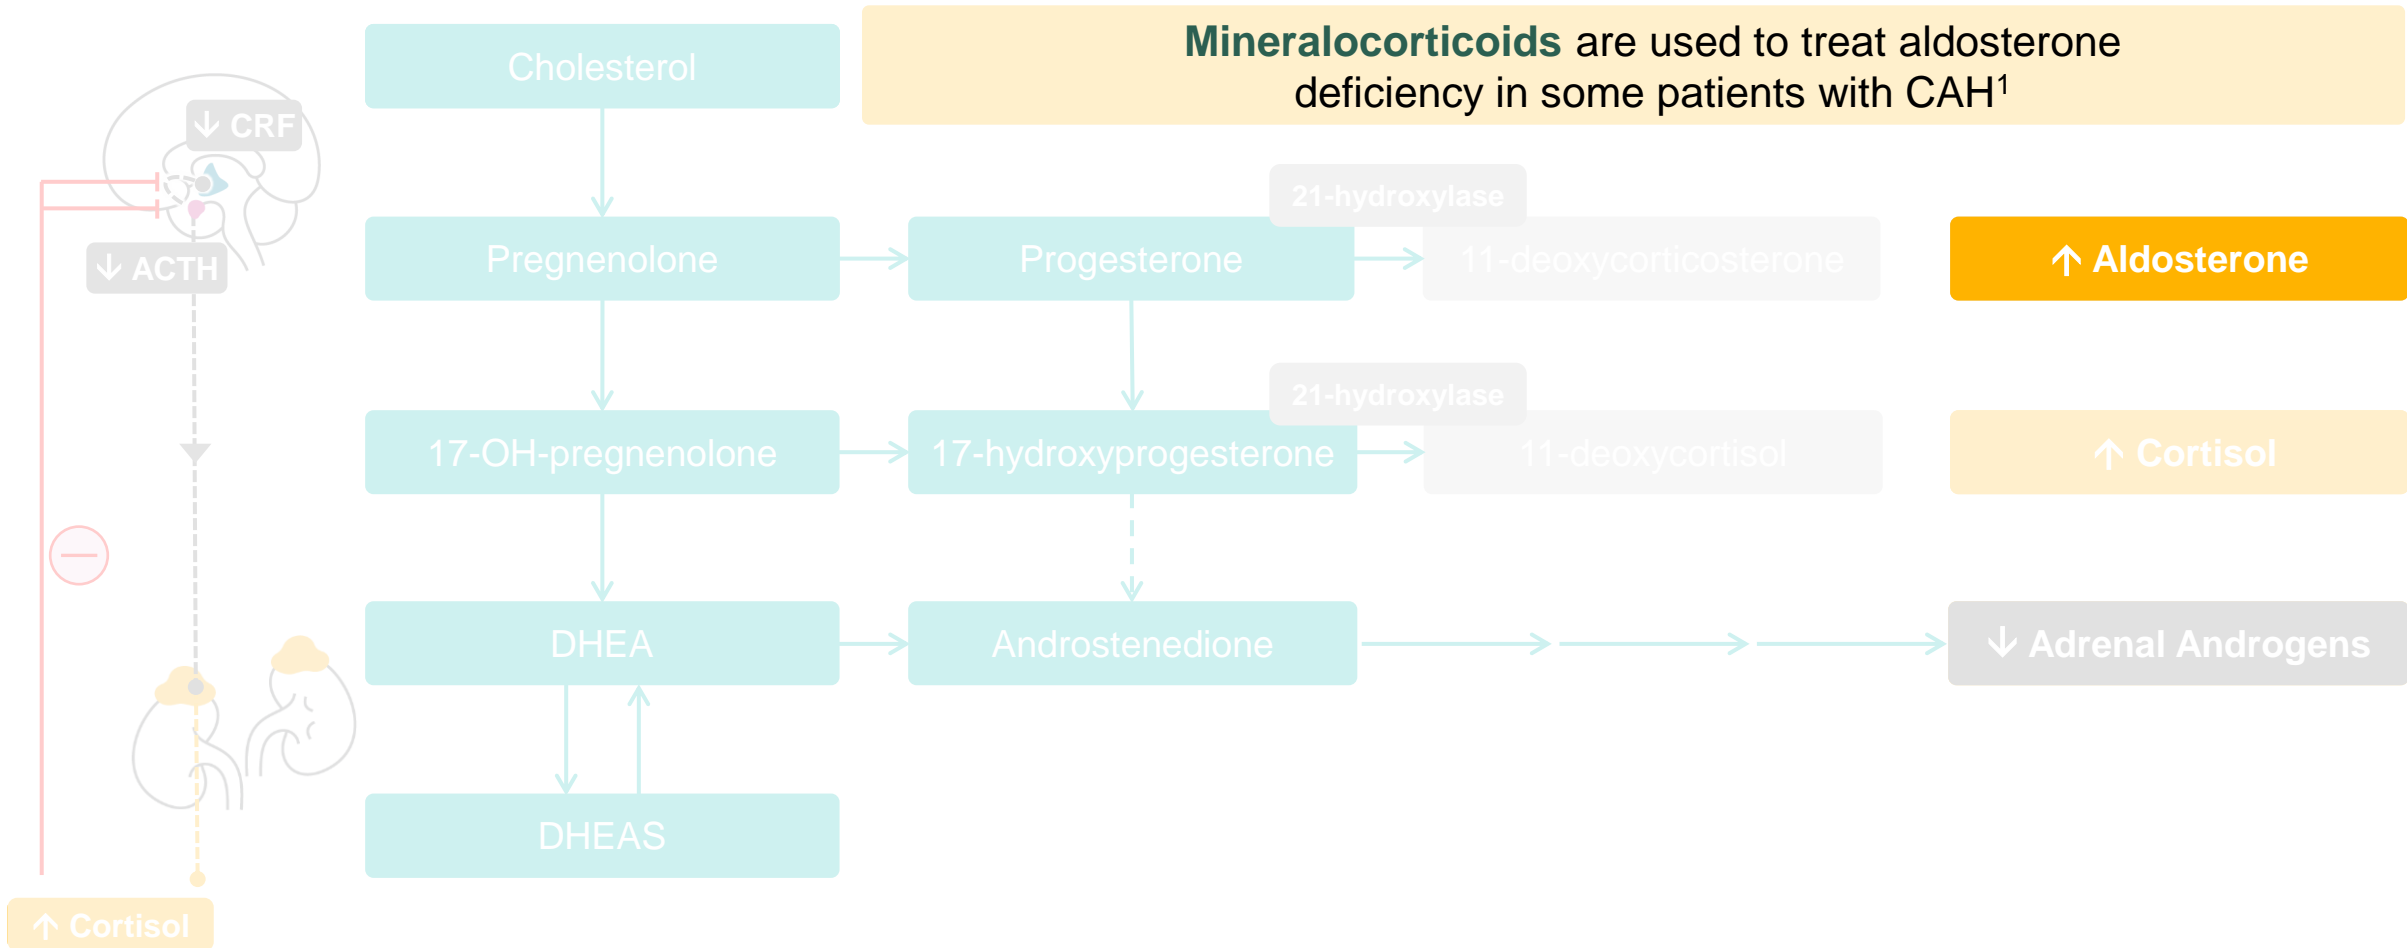 Mineralocorticoids are used to treat aldosterone
deficiency in some patients with CAH¹
Cholesterol
↓ CRF
21-hydroxylase
↓ ACTH
Pregnenolone
Progesterone
11-deoxycorticosterone
↑ Aldosterone
21-hydroxylase
17-OH-pregnenolone
17-hydroxyprogesterone
11-deoxycortisol
↑ Cortisol
DHEA
Androstenedione
↓ Adrenal Androgens
DHEAS
↑ Cortisol